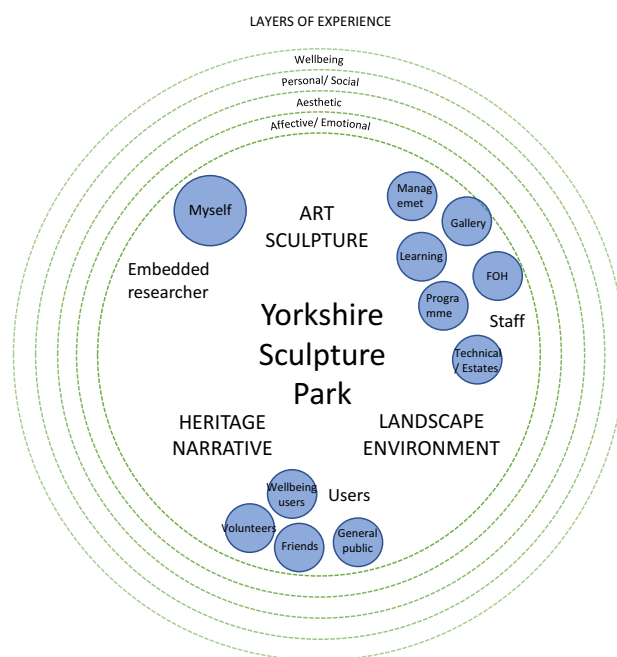 LAYERS OF EXPERIENCE
Wellbeing
Personal/ Social
Aesthetic
Affective/ Emotional
Myself
Embedded
researcher
ART
SCULPTURE
Manag
emet
Gallery
Learning
FOH
Progra
mme
Staff
Technical
/ Estates
Yorkshire
Sculpture
Park
HERITAGE
NARRATIVE
LANDSCAPE
ENVIRONMENT
Wellbeing
users
Users
Volunteers
Friends
General
public